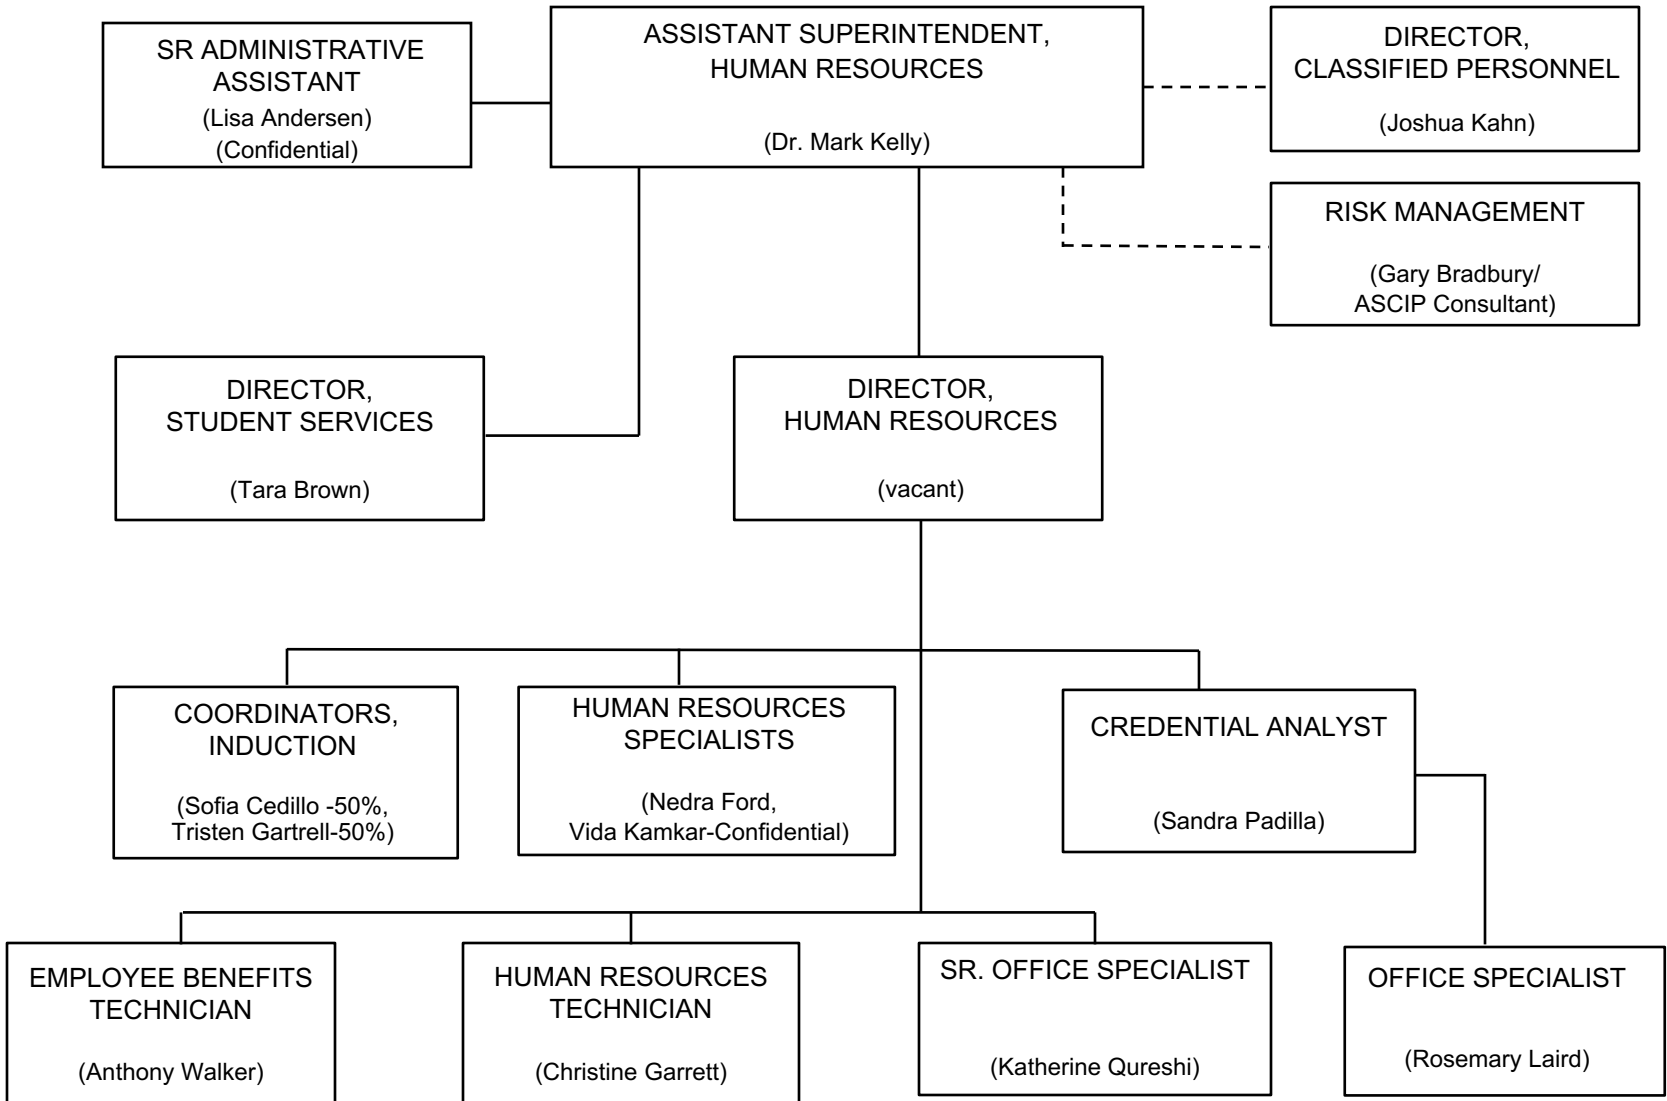 SR ADMINISTRATIVE
ASSISTANT
(Lisa Andersen)
(Confidential)
ASSISTANT SUPERINTENDENT,
HUMAN RESOURCES
(Dr. Mark Kelly)
DIRECTOR,
CLASSIFIED PERSONNEL
(Joshua Kahn)
RISK MANAGEMENT
(Gary Bradbury/
ASCIP Consultant)
DIRECTOR,
STUDENT SERVICES
(Tara Brown)
DIRECTOR,
HUMAN RESOURCES
(vacant)
COORDINATORS,
INDUCTION
(Sofia Cedillo -50%,
Tristen Gartrell-50%)
HUMAN RESOURCES
SPECIALISTS
(Nedra Ford,
Vida Kamkar-Confidential)
CREDENTIAL ANALYST
(Sandra Padilla)
EMPLOYEE BENEFITS
TECHNICIAN
(Anthony Walker)
HUMAN RESOURCES
TECHNICIAN
(Christine Garrett)
SR. OFFICE SPECIALIST
(Katherine Qureshi)
OFFICE SPECIALIST
(Rosemary Laird)